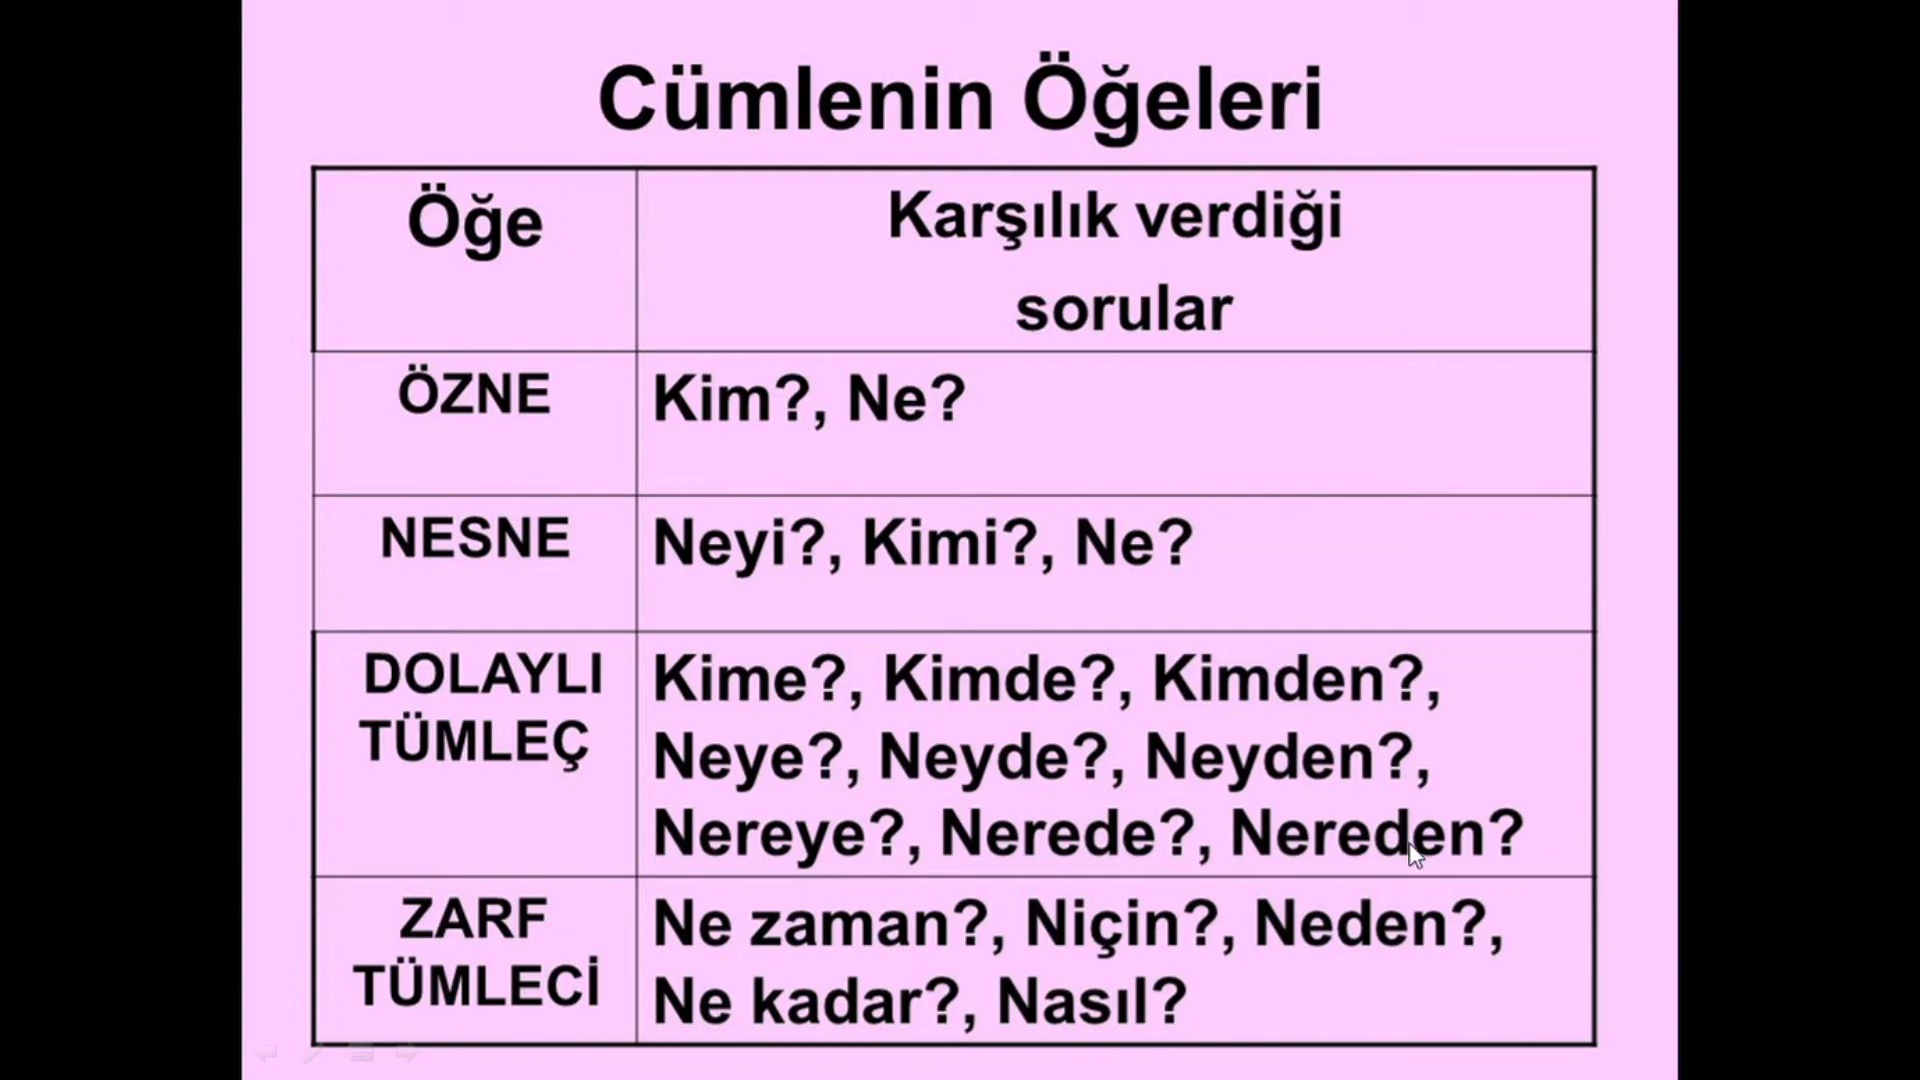 Cümlenin Öğeleri
Öğe
Karşılık verdiği
sorular
ÖZNE
Kim?, Ne?
NESNE
Neyi?, Kimi?, Ne?
DOLAYLI
TÜMLEÇ
Kime?, Kimde?, Kimden?,
Neye?, Neyde?, Neyden?,
Nereye?, Nerede?, Nereden?
ZARF
TÜMLECİ
Ne zaman?, Niçin?, Neden?,
Ne kadar?, Nasıl?